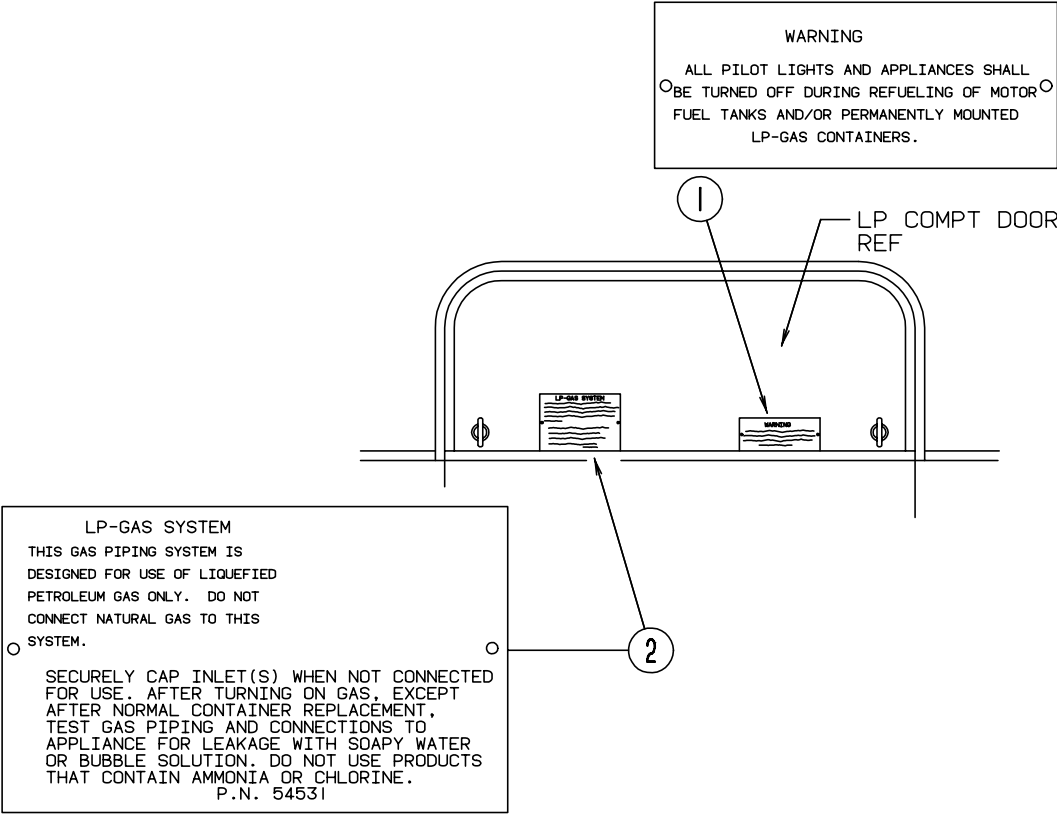 WARNING
ALL PILOT LIGHTS AND APPLIANCES SHALL
BE TURNED OFF DURING REFUELING OF MOTOR
FUEL TANKS AND/OR PERMANENTLY MOUNTED
LP-GAS CONTAINERS.
1
LP COMPT DOOR
REF
LP-GAS SYSTEM
WARNING
LP-GAS SYSTEM
THIS GAS PIPING SYSTEM IS
DESIGNED FOR USE OF LIQUEFIED
PETROLEUM GAS ONLY. DO NOT
CONNECT NATURAL GAS TO THIS
SYSTEM.
2
SECURELY CAP INLET(S) WHEN NOT CONNECTED
FOR USE. AFTER TURNING ON GAS, EXCEPT
AFTER NORMAL CONTAINER REPLACEMENT,
TEST GAS PIPING AND CONNECTIONS TO
APPLIANCE FOR LEAKAGE WITH SOAPY WATER
OR BUBBLE SOLUTION. DO NOT USE PRODUCTS
THAT CONTAIN AMMONIA OR CHLORINE.
P.N. 54531